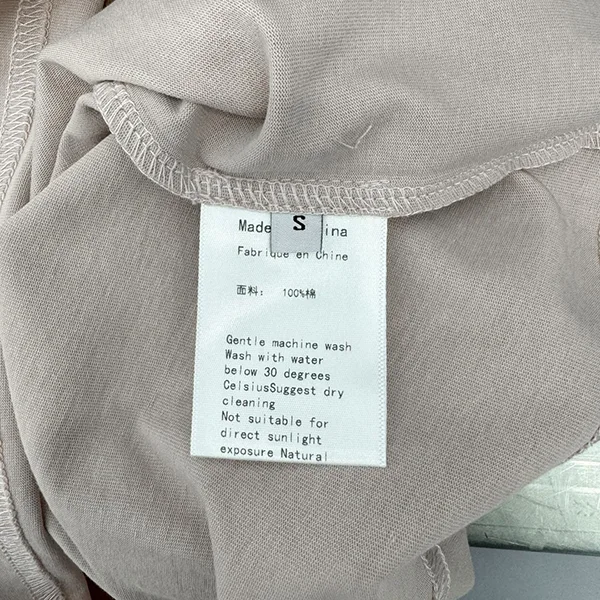 S
Made ina
Fabrique en Chine
面料: 100%棉
Gentle machine wash
Wash with water
below 30 degrees
CelsiusSuggest dry
cleaning
Not suitable for
direct sunlight
exposure Natural